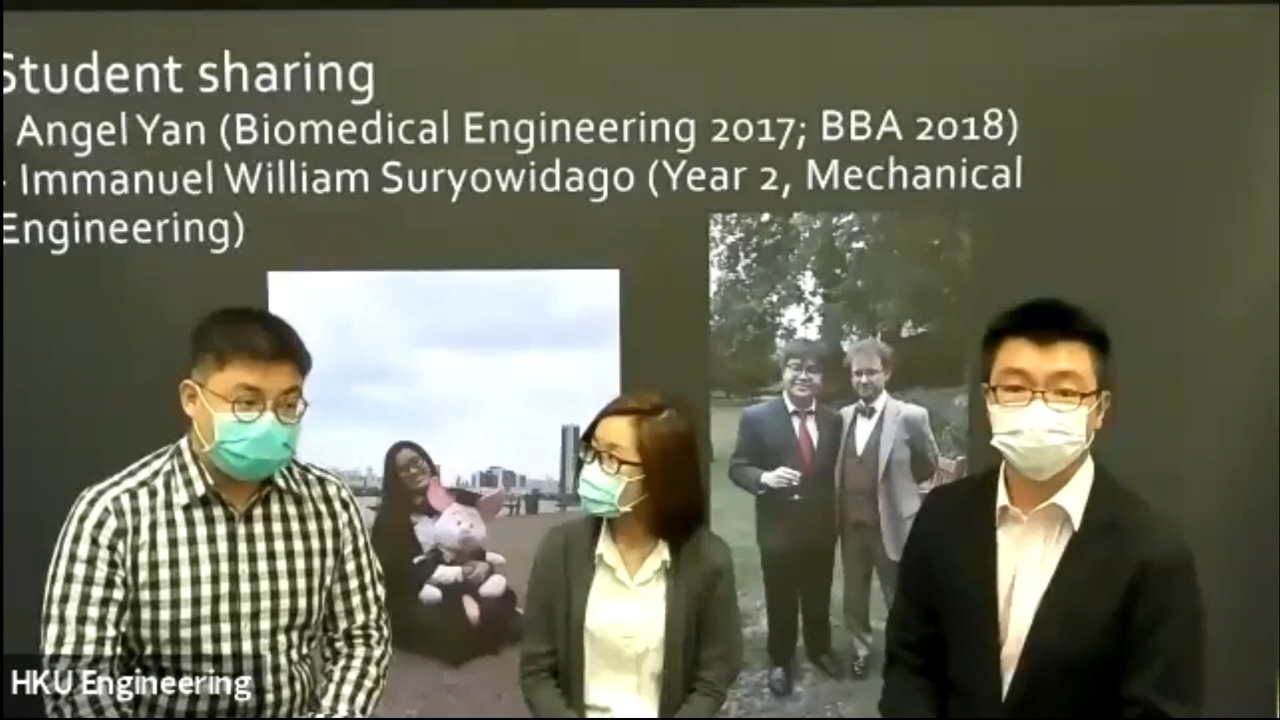 Student sharing
- Angel Yan (Biomedical Engineering 2017; BBA 2018)
- Immanuel William Suryowidago (Year 2, Mechanical
Engineering)
HKU Engineering